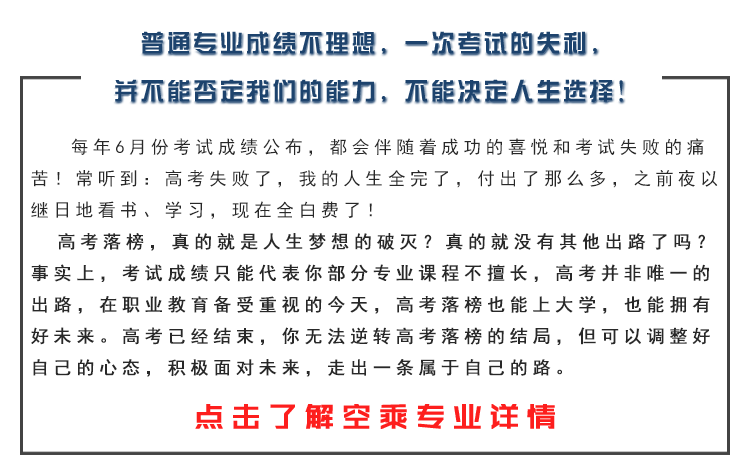 普通专业成绩不理想，一次考试的失利，
并不能否定我们的能力，不能决定人生选择！
每年6月份考试成绩公布，都会伴随着成功的喜悦和考试失败的痛
苦！常听到：高考失败了，我的人生全完了，付出了那么多，之前夜以
继日地看书、学习，现在全白费了！
高考落榜，真的就是人生梦想的破灭？真的就没有其他出路了吗？
事实上，考试成绩只能代表你部分专业课程不擅长，高考并非唯一的
出路，在职业教育备受重视的今天，高考落榜也能上大学，也能拥有
好未来。高考已经结束，你无法逆转高考落榜的结局，但可以调整好
自己的心态，积极面对未来，走出一条属于自己的路。
点击了解空乘专业详情